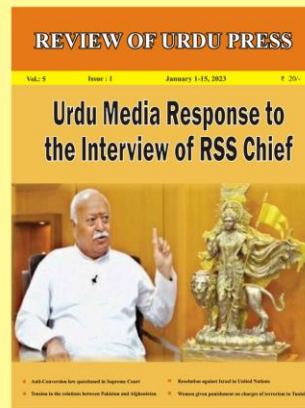 REVIEW OF URDU PRESS
Vol.: 5 Issue : 1 January 1-15, 2023 ₹ 20/-
Urdu Media Response to
the Interview of RSS Chief
Anti-Conversion law questioned in Supreme Court
Resolution against Israel in United Nations
Tension in the relations between Pakistan and Afghanistan
Women given punishment on charges of terrorism in